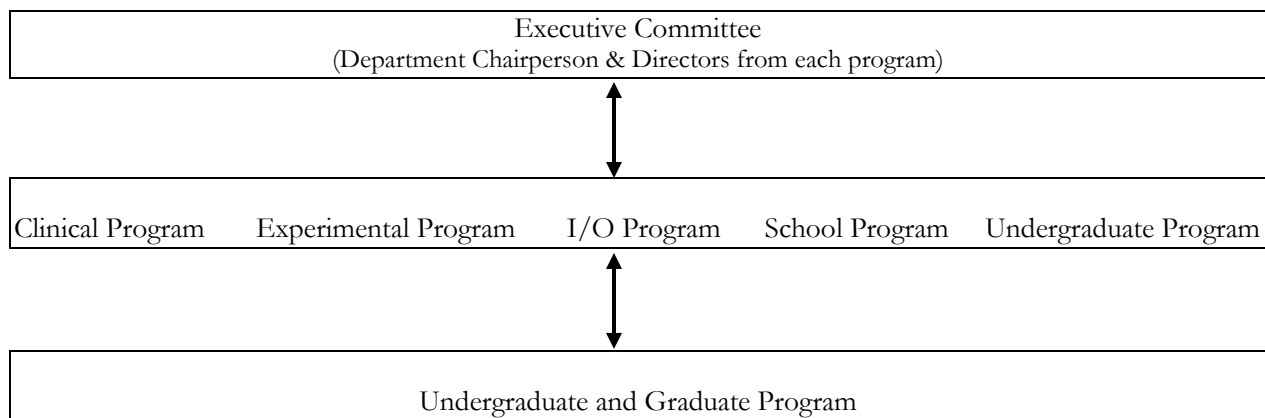 Executive Committee
(Department Chairperson & Directors from each program)
Clinical Program Experimental Program I/O Program School Program Undergraduate Program
Undergraduate and Graduate Program